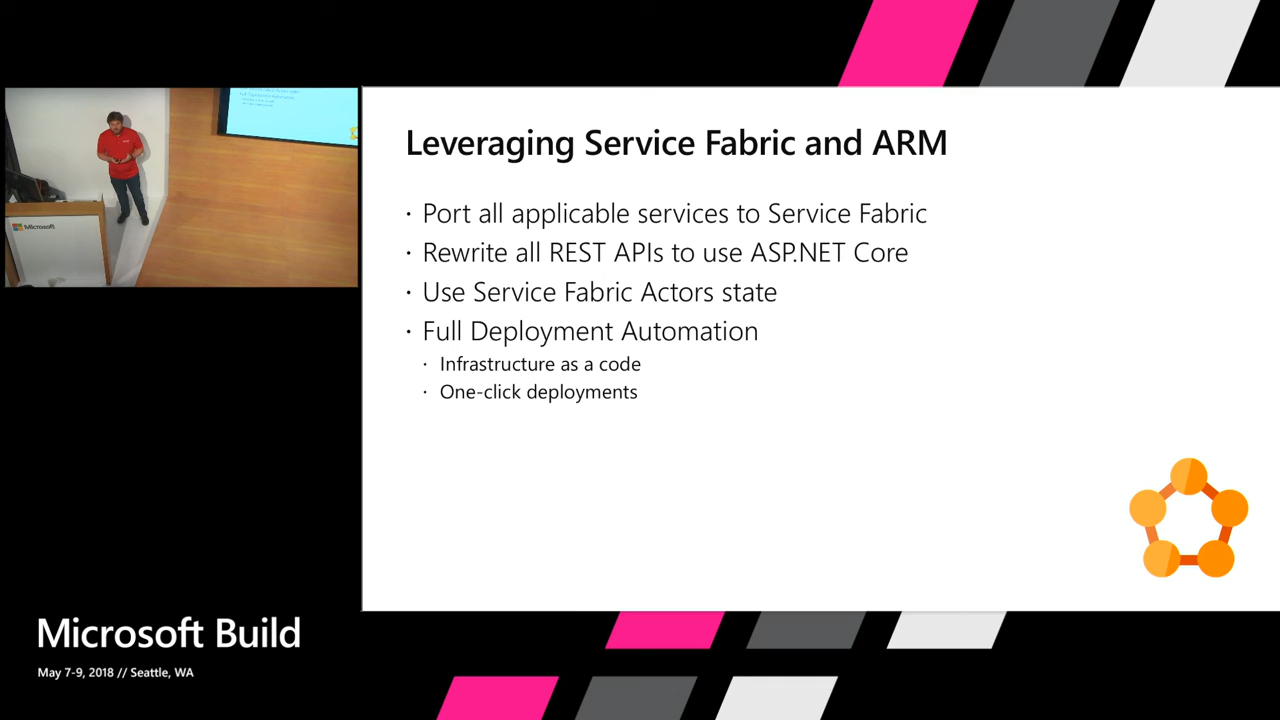 Leveraging Service Fabric and ARM
· Port all applicable services to Service Fabric
· Rewrite all REST APIs to use ASP.NET Core
· Use Service Fabric Actors state
· Full Deployment Automation
· Infrastructure as a code
· One-click deployments
Microsoft
Microsoft Build
May 7-9, 2018 // Seattle, WA